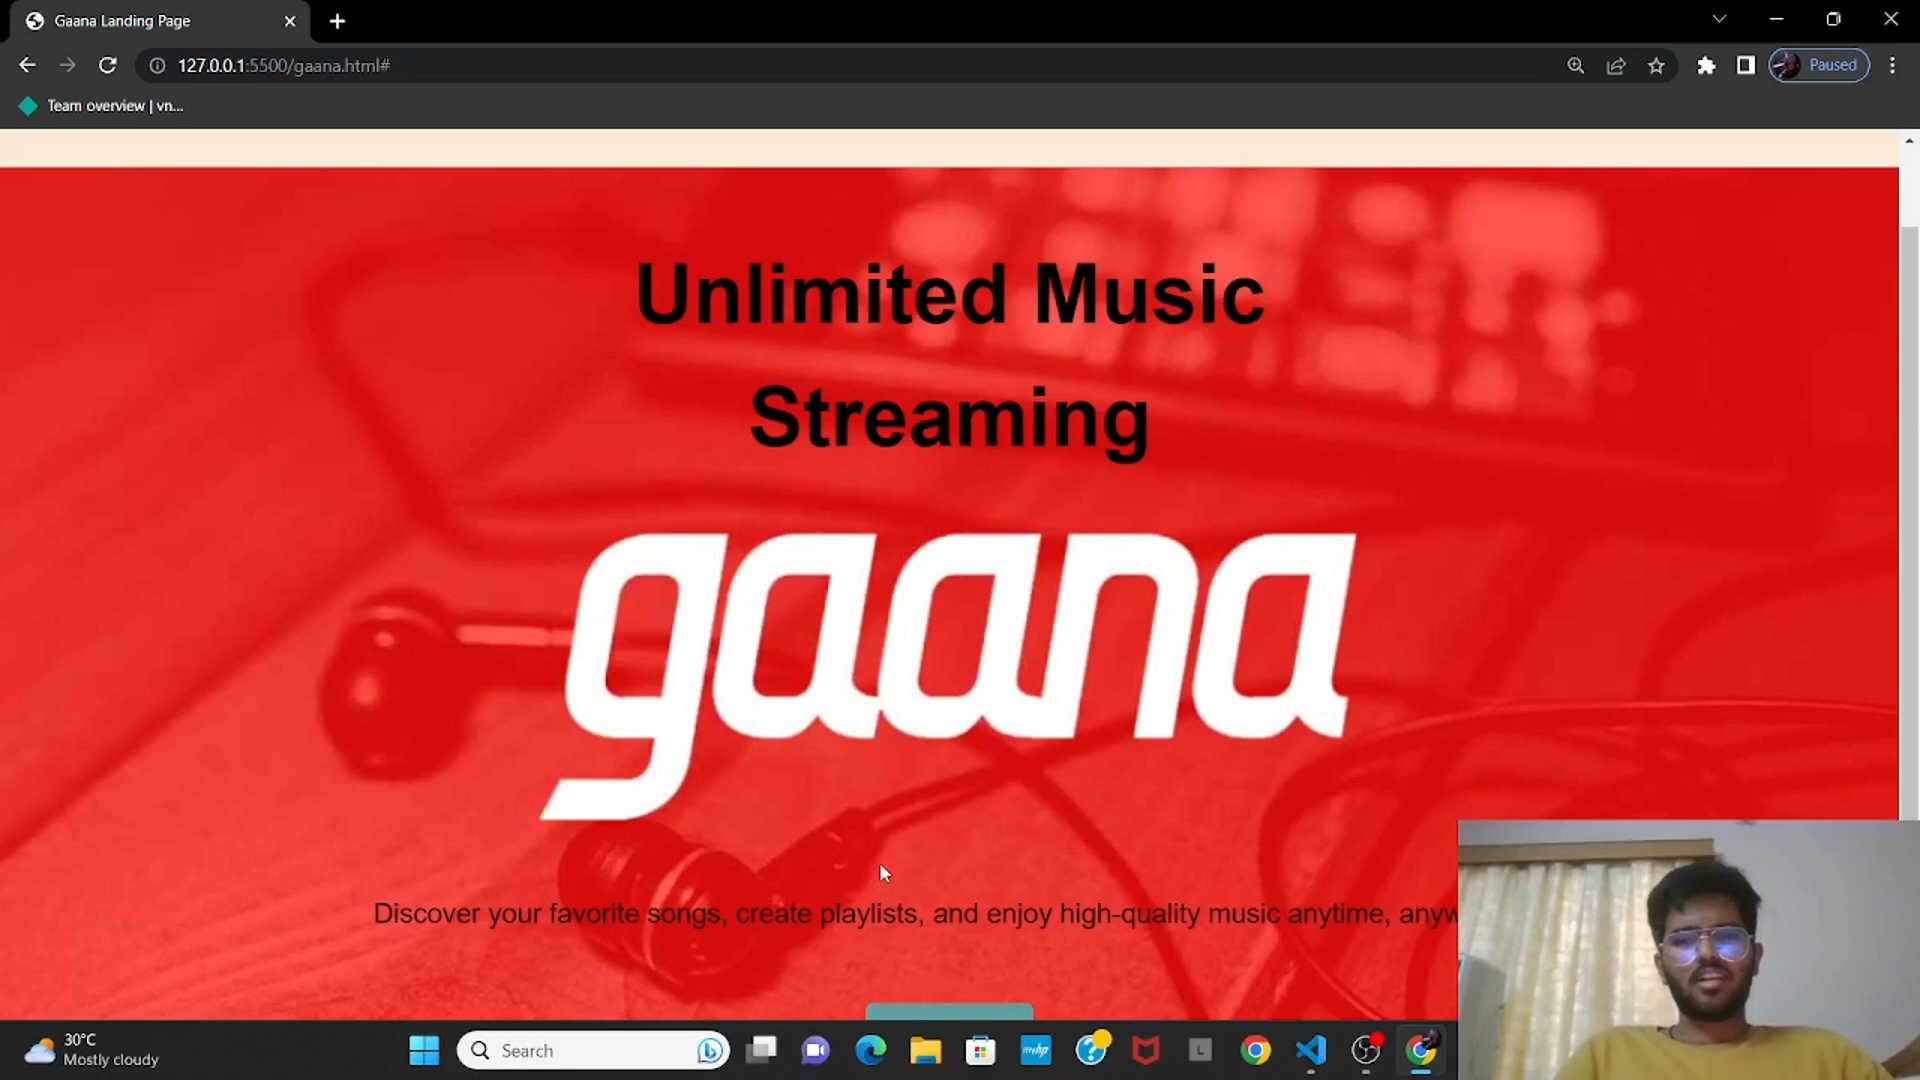 Gaana Landing Page
127.0.0.1:5500/gaana.html#
Paused
Team overview | vn...
Unlimited Music
Streaming
gaana
Discover your favorite songs, create playlists, and enjoy high-quality music anytime, anyw
30°C
Mostly cloudy
Search
myhp
L